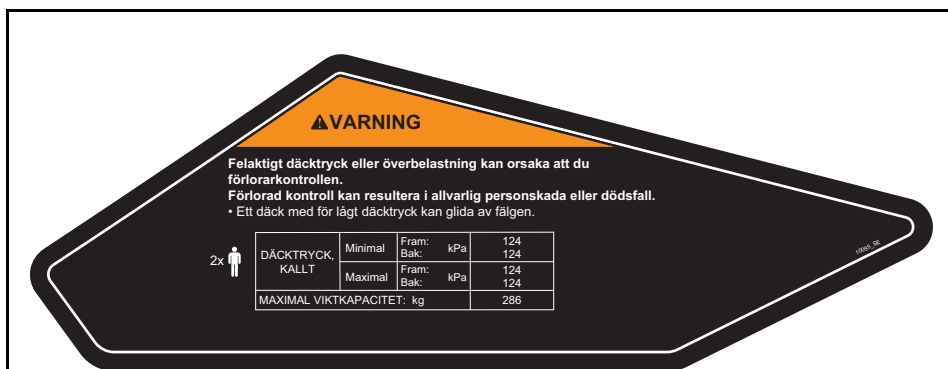 VARNING
Felaktigt däcktryck eller överbelastning kan orsaka att du
förlorarkontrollen.
Förlorad kontroll kan resultera i allvarlig personskada eller dödsfall.
• Ett däck med för lågt däcktryck kan glida av fälgen.
2x
DÄCKTRYCK, KALLT
Minimal Fram: kPa 124
Bak: 124
Maximal Fram: kPa 124
Bak: 124
MAXIMAL VIKTKAPACITET: kg 286